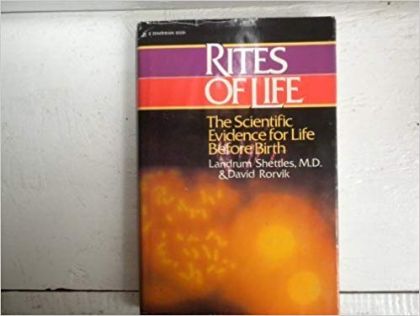 RITES
OF LIFE
The Scientific
Evidence for Life
Before Birth
Landrum Shettles, M.D.
& David Rorvik